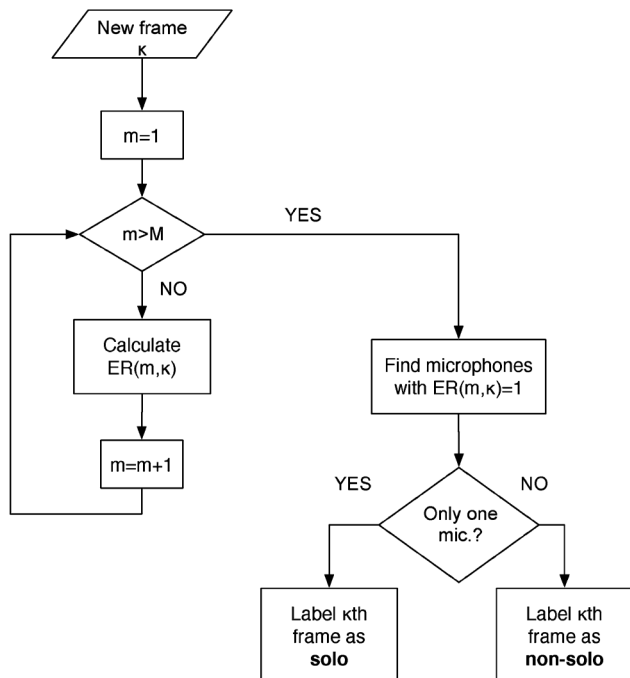 New frame
κ
m=1
m>M
YES
NO
Calculate
ER(m,κ)
Find microphones
with ER(m,κ)=1
m=m+1
YES
NO
Only one
mic.?
Label κth
frame as
solo
Label κth
frame as
non-solo